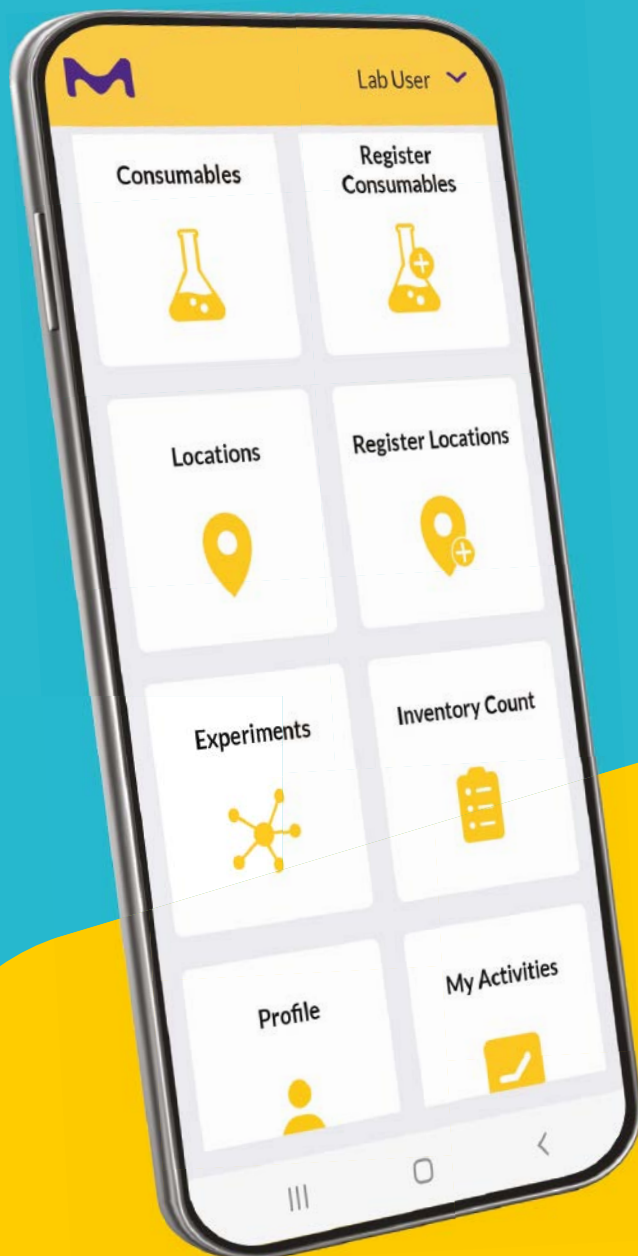 Lab User
Consumables
Register
Consumables
Locations
Register Locations
Experiments
Inventory Count
Profile
My Activities